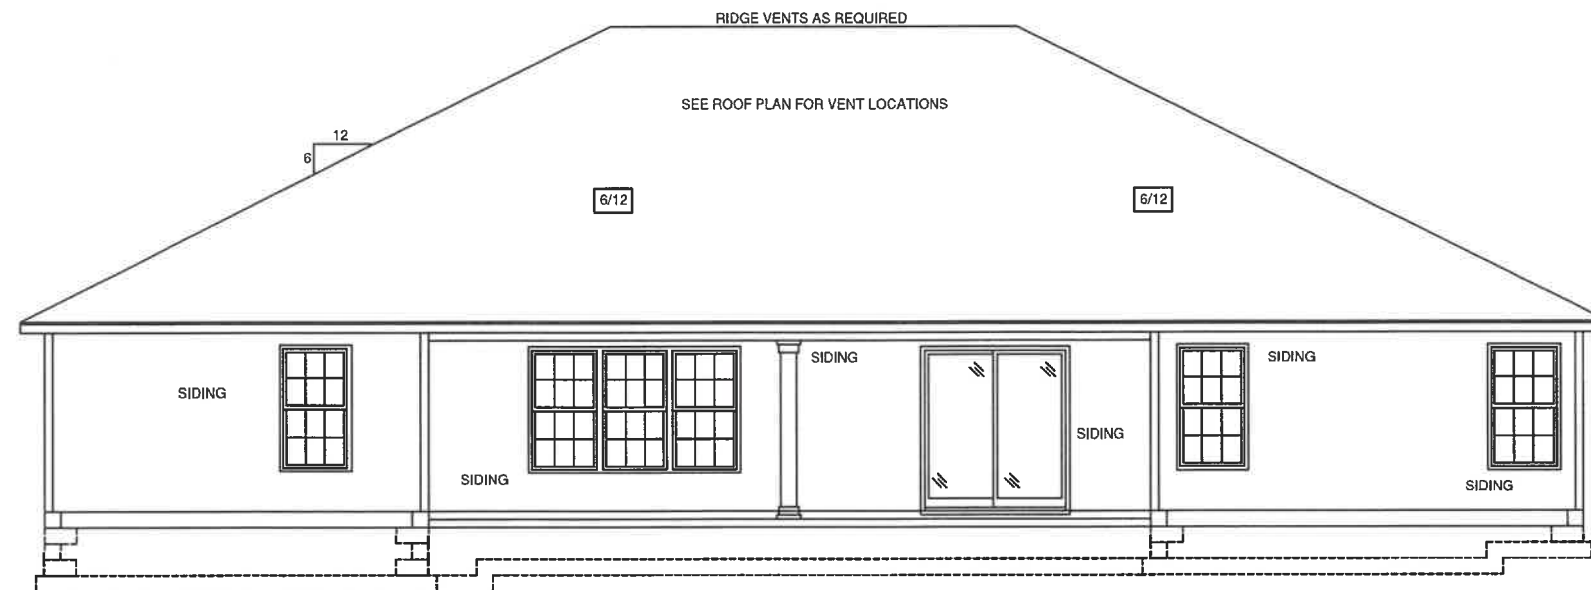 RIDGE VENTS AS REQUIRED
SEE ROOF PLAN FOR VENT LOCATIONS
12
6
6/12
6/12
SIDING
SIDING
SIDING
SIDING
SIDING
SIDING